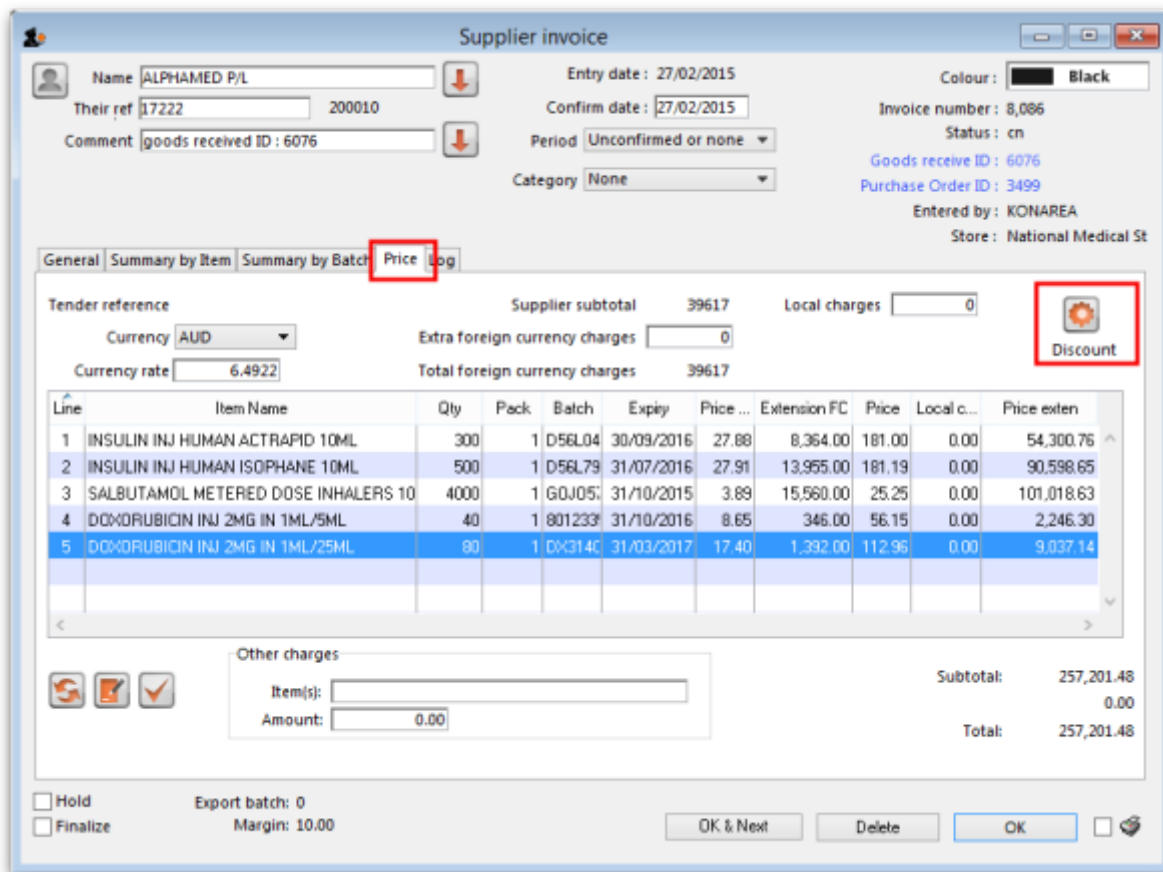 Supplier invoice
Name ALPHAMED P/L Entry date : 27/02/2015 Colour : Black
Their ref 17222 200010 Confirm date : 27/02/2015 Invoice number : 8,086
Comment goods received ID : 6076 Period Unconfirmed or none Status : cn
Goods receive ID : 6076
Category None Purchase Order ID : 3499
Entered by : KONAREA
Store : National Medical St
General Summary by Item Summary by Batch Price Log
Tender reference Supplier subtotal 39617 Local charges 0
Currency AUD Extra foreign currency charges 0 Discount
Currency rate 6.4922 Total foreign currency charges 39617
Line Item Name Qty Pack Batch Expiry Price ... Extension FC Price Local c... Price exten
1 INSULIN INJ HUMAN ACTRAPID 10ML 300 1 D56L04 30/09/2016 27.88 8,364.00 181.00 0.00 54,300.76
2 INSULIN INJ HUMAN ISOPHANE 10ML 500 1 D56L79 31/07/2016 27.91 13,955.00 181.19 0.00 90,598.65
3 SALBUTAMOL METERED DOSE INHALERS 10 4000 1 31/10/2015 3.89 15,560.00 25.25 0.00 101,018.63
4 DOXORUBICIN INJ 2MG IN 1ML/5ML 40 1 31/10/2016 8.65 346.00 56.15 0.00 2,246.30
5 DOXORUBICIN INJ 2MG IN 1ML/25ML 80 1 DX314C 31/03/2017 17.40 1,392.00 112.96 0.00 9,037.14
Other charges
Item(s): Subtotal: 257,201.48
0.00
Amount: 0.00 Total: 257,201.48
Hold Export batch: 0
Finalize Margin: 10.00 OK & Next Delete OK